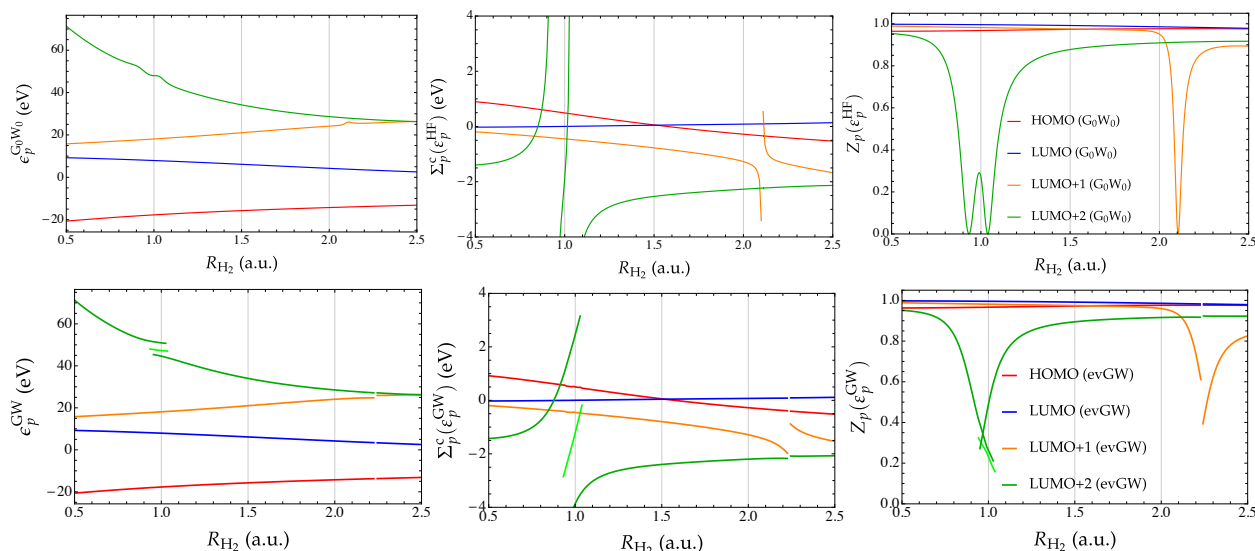 ϵ_p^{G₀W₀} (eV)
60
40
20
0
−20
0.5 1.0 1.5 2.0 2.5
R_{H₂} (a.u.)
Σ_p^c(ε_p^{HF}) (eV)
4
2
0
−2
−4
0.5 1.0 1.5 2.0 2.5
R_{H₂} (a.u.)
Z_p(ε_p^{HF})
1.0
0.8
0.6
0.4
0.2
0.0
HOMO (G₀W₀)
LUMO (G₀W₀)
LUMO+1 (G₀W₀)
LUMO+2 (G₀W₀)
0.5 1.0 1.5 2.0 2.5
R_{H₂} (a.u.)
ϵ_p^{GW} (eV)
60
40
20
0
−20
0.5 1.0 1.5 2.0 2.5
R_{H₂} (a.u.)
Σ_p^c(ε_p^{GW}) (eV)
4
2
0
−2
−4
0.5 1.0 1.5 2.0 2.5
R_{H₂} (a.u.)
Z_p(ε_p^{GW})
1.0
0.8
0.6
0.4
0.2
0.0
HOMO (evGW)
LUMO (evGW)
LUMO+1 (evGW)
LUMO+2 (evGW)
0.5 1.0 1.5 2.0 2.5
R_{H₂} (a.u.)